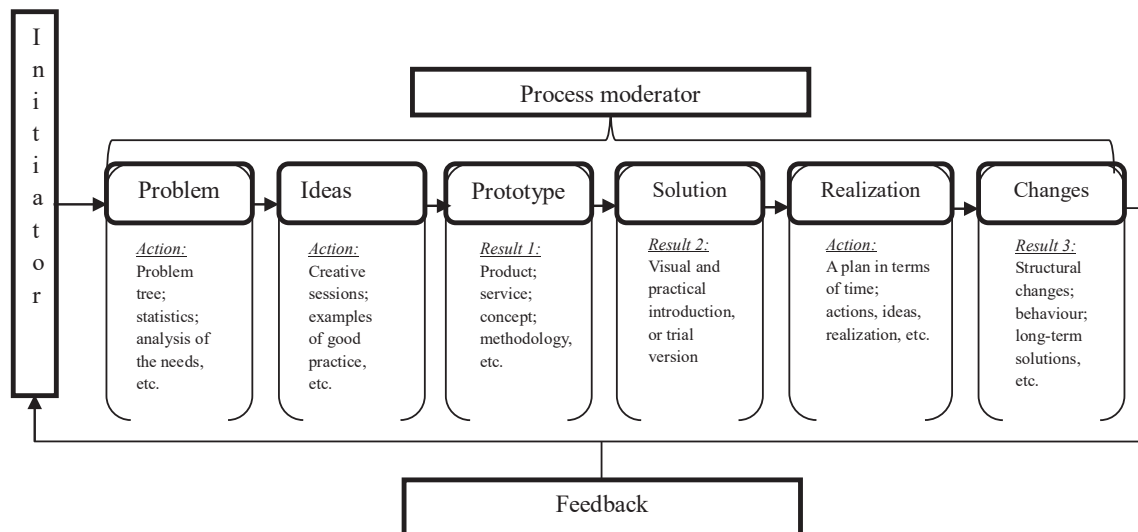 Initiator
Process moderator
Problem
Action:
Problem
tree;
statistics;
analysis of
the needs,
etc.
Ideas
Action:
Creative
sessions;
examples
of good
practice,
etc.
Prototype
Result 1:
Product;
service;
concept;
methodology,
etc.
Solution
Result 2:
Visual and
practical
introduction,
or trial
version
Realization
Action:
A plan in terms
of time;
actions, ideas,
realization, etc.
Changes
Result 3:
Structural
changes;
behaviour;
long-term
solutions,
etc.
Feedback